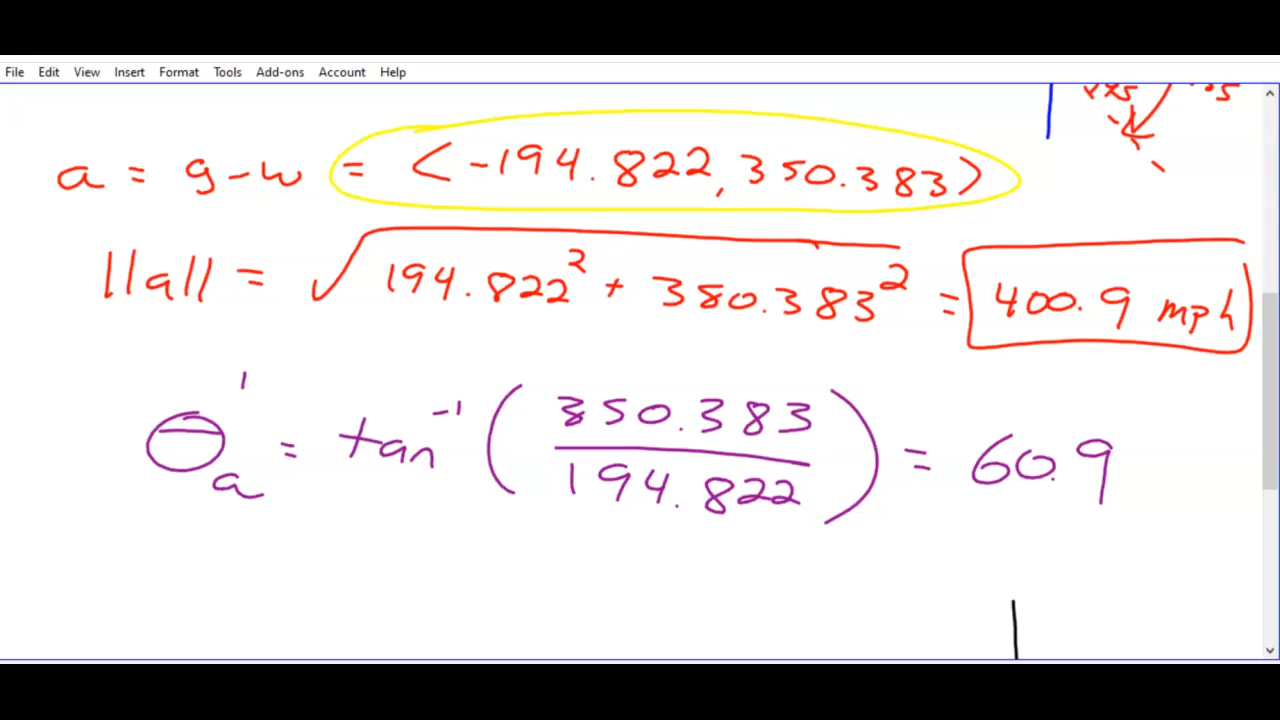 File Edit View Insert Format Tools Add-ons Account Help
a = g - w = < -194.822, 350.383 >
||a|| = √194.822² + 380.383² = 400.9 mph
θₐ' = tan⁻¹ ( 350.383 / 194.822 ) = 60.9